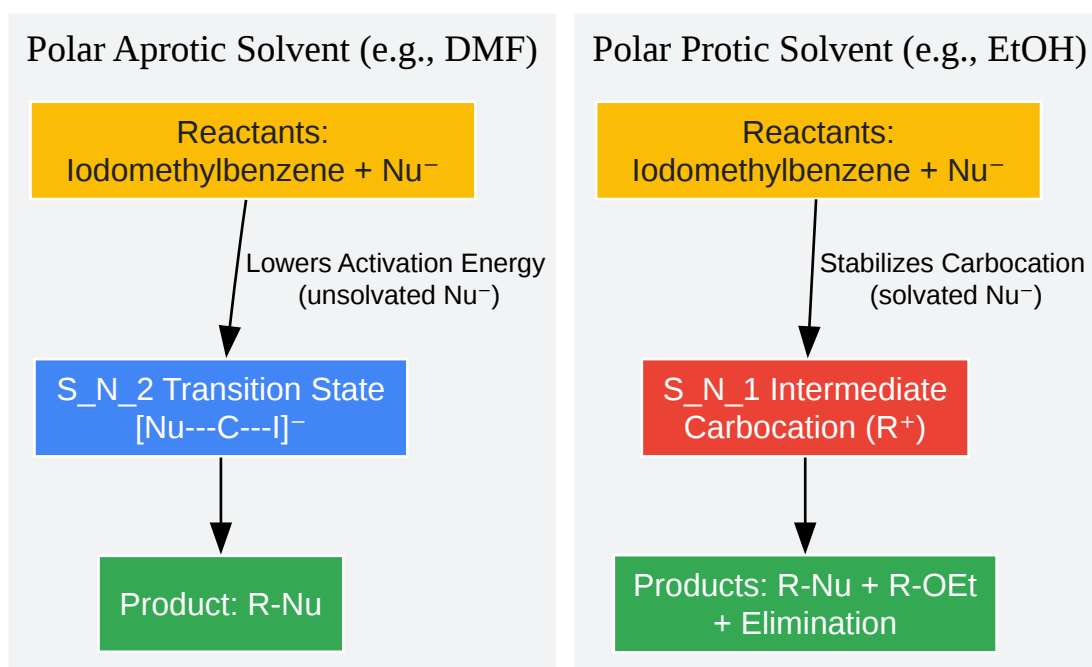 Polar Aprotic Solvent (e.g., DMF)
Reactants:
Iodomethylbenzene + Nu⁻
Lowers Activation Energy
(unsolvated Nu⁻)
S_N_2 Transition State
[Nu---C---I]⁻
Product: R-Nu
Polar Protic Solvent (e.g., EtOH)
Reactants:
Iodomethylbenzene + Nu⁻
Stabilizes Carbocation
(solvated Nu⁻)
S_N_1 Intermediate
Carbocation (R⁺)
Products: R-Nu + R-OEt
+ Elimination